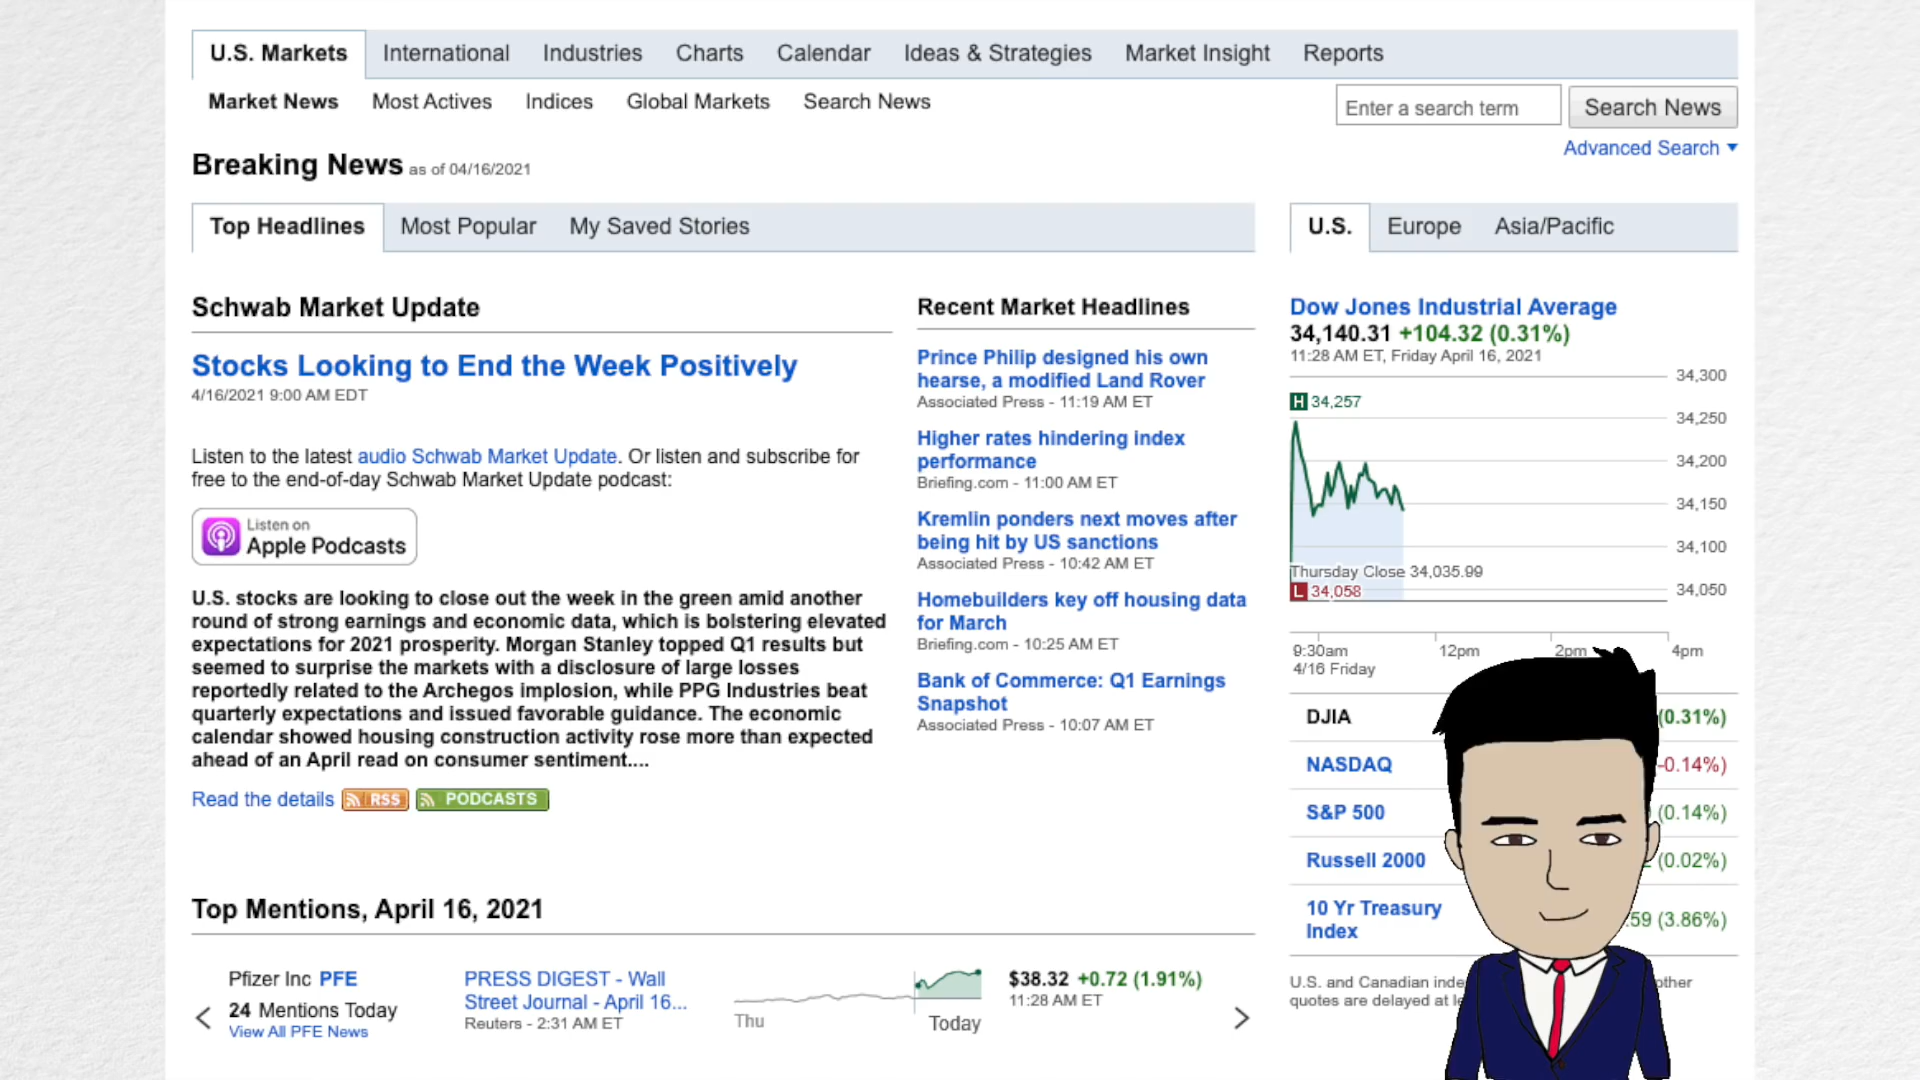 U.S. Markets International Industries Charts Calendar Ideas & Strategies Market Insight Reports
Market News Most Actives Indices Global Markets Search News
Enter a search term Search News
Advanced Search
Breaking News as of 04/16/2021
Top Headlines Most Popular My Saved Stories
Schwab Market Update
Stocks Looking to End the Week Positively
4/16/2021 9:00 AM EDT
Listen to the latest audio Schwab Market Update. Or listen and subscribe for
free to the end-of-day Schwab Market Update podcast:
Listen on
Apple Podcasts
U.S. stocks are looking to close out the week in the green amid another
round of strong earnings and economic data, which is bolstering elevated
expectations for 2021 prosperity. Morgan Stanley topped Q1 results but
seemed to surprise the markets with a disclosure of large losses
reportedly related to the Archegos implosion, while PPG Industries beat
quarterly expectations and issued favorable guidance. The economic
calendar showed housing construction activity rose more than expected
ahead of an April read on consumer sentiment....
Read the details RSS PODCASTS
Recent Market Headlines
Prince Philip designed his own
hearse, a modified Land Rover
Associated Press - 11:19 AM ET
Higher rates hindering index
performance
Briefing.com - 11:00 AM ET
Kremlin ponders next moves after
being hit by US sanctions
Associated Press - 10:42 AM ET
Homebuilders key off housing data
for March
Briefing.com - 10:25 AM ET
Bank of Commerce: Q1 Earnings
Snapshot
Associated Press - 10:07 AM ET
U.S. Europe Asia/Pacific
Dow Jones Industrial Average
34,140.31 +104.32 (0.31%)
11:28 AM ET, Friday April 16, 2021
34,300
H 34,257
34,250
34,200
34,150
34,100
Thursday Close 34,035.99
L 34,058
34,050
9:30am 12pm 2pm 4pm
4/16 Friday
DJIA (0.31%)
NASDAQ -0.14%)
S&P 500 (0.14%)
Russell 2000 (0.02%)
10 Yr Treasury
Index .59 (3.86%)
U.S. and Canadian other
quotes are delayed at
Top Mentions, April 16, 2021
Pfizer Inc PFE
24 Mentions Today
View All PFE News
PRESS DIGEST - Wall
Street Journal - April 16...
Reuters - 2:31 AM ET
Thu Today
$38.32 +0.72 (1.91%)
11:28 AM ET